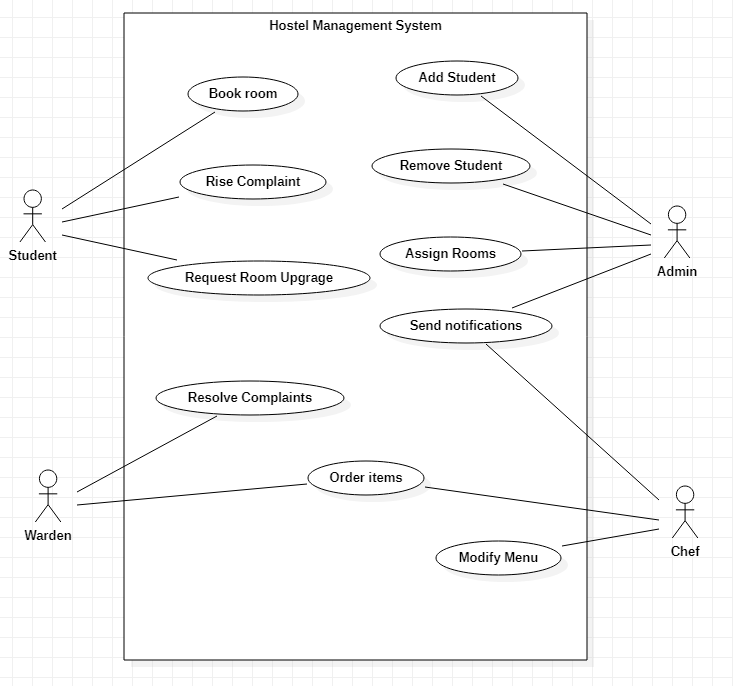 Hostel Management System
Add Student
Book room
Remove Student
Rise Complaint
Student
Assign Rooms
Admin
Request Room Upgrage
Send notifications
Resolve Complaints
Order items
Warden
Chef
Modify Menu